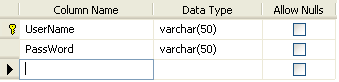 Column Name Data Type Allow Nulls
UserName varchar(50)
PassWord varchar(50)